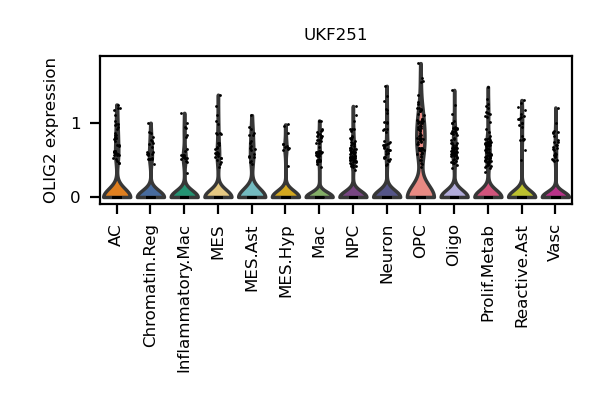 UKF251
OLIG2 expression
1
0
AC
Chromatin.Reg
Inflammatory.Mac
MES
MES.Ast
MES.Hyp
Mac
NPC
Neuron
OPC
Oligo
Prolif.Metab
Reactive.Ast
Vasc